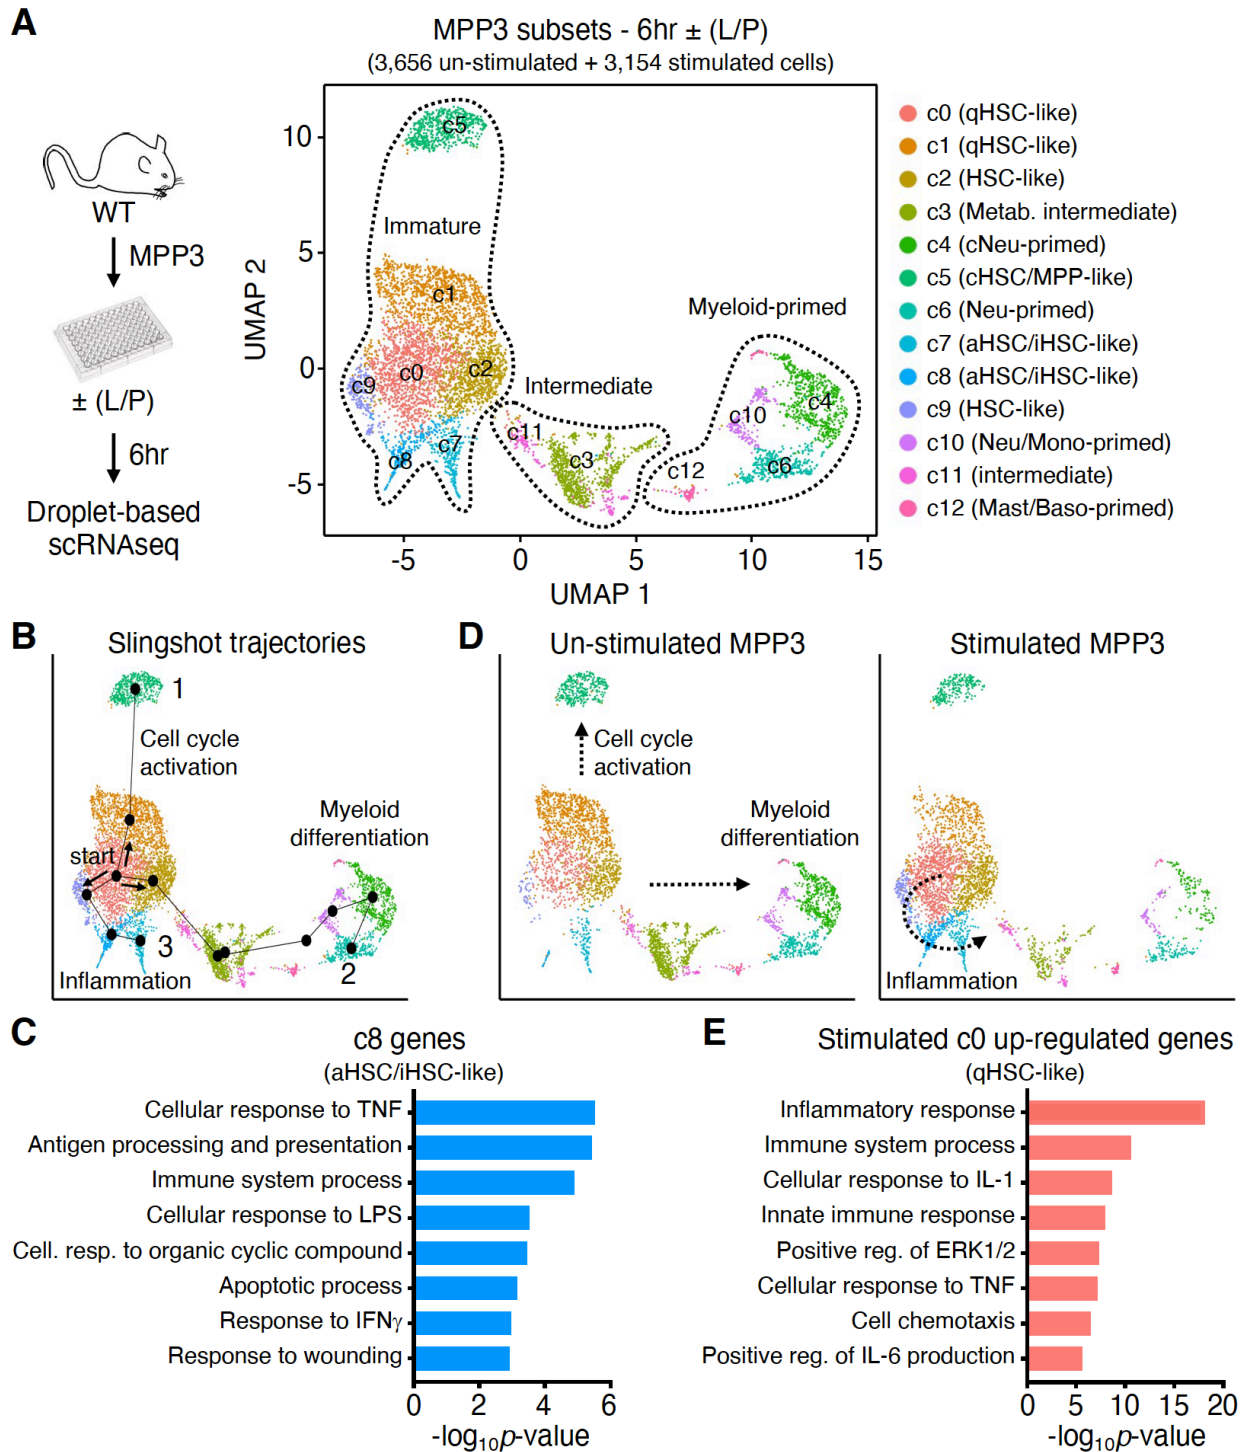 A
MPP3 subsets - 6hr ± (L/P)
(3,656 un-stimulated + 3,154 stimulated cells)
WT
MPP3
± (L/P)
6hr
Droplet-based
scRNAseq
UMAP 2
10
5
0
-5
-5
0
5
10
15
UMAP 1
c5
Immature
c1
c0
c2
c9
c8
c7
Intermediate
c11
c3
Myeloid-primed
c10
c4
c12
c6
c0 (qHSC-like)
c1 (qHSC-like)
c2 (HSC-like)
c3 (Metab. intermediate)
c4 (cNeu-primed)
c5 (cHSC/MPP-like)
c6 (Neu-primed)
c7 (aHSC/iHSC-like)
c8 (aHSC/iHSC-like)
c9 (HSC-like)
c10 (Neu/Mono-primed)
c11 (intermediate)
c12 (Mast/Baso-primed)
B
Slingshot trajectories
1
Cell cycle
activation
Myeloid
differentiation
start
3
Inflammation
2
D
Un-stimulated MPP3
Cell cycle
activation
Myeloid
differentiation
Stimulated MPP3
Inflammation
C
c8 genes
(aHSC/iHSC-like)
Cellular response to TNF
Antigen processing and presentation
Immune system process
Cellular response to LPS
Cell. resp. to organic cyclic compound
Apoptotic process
Response to IFNγ
Response to wounding
0 2 4 6
-log₁₀p-value
E
Stimulated c0 up-regulated genes
(qHSC-like)
Inflammatory response
Immune system process
Cellular response to IL-1
Innate immune response
Positive reg. of ERK1/2
Cellular response to TNF
Cell chemotaxis
Positive reg. of IL-6 production
0 5 10 15 20
-log₁₀p-value